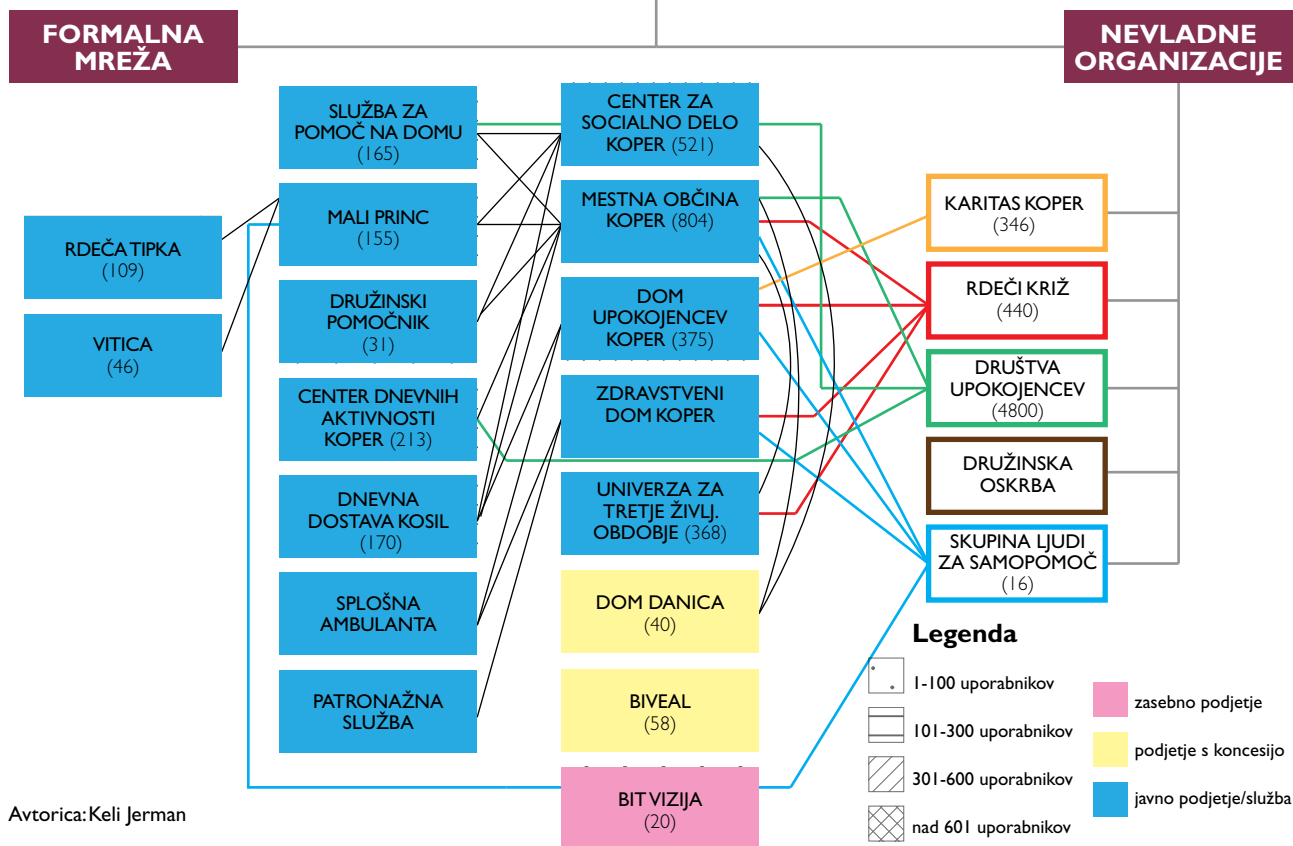 FORMALNA
MREŽA
NEVLADNE
ORGANIZACIJE
RDEČA TIPKA
(109)
VITICA
(46)
SLUŽBA ZA
POMOČ NA DOMU
(165)
MALI PRINC
(155)
DRUŽINSKI
POMOČNIK
(31)
CENTER DNEVNIH
AKTIVNOSTI
KOPER (213)
DNEVNA
DOSTAVA KOSIL
(170)
SPLOŠNA
AMBULANTA
PATRONAŽNA
SLUŽBA
CENTER ZA
SOCIALNO DELO
KOPER (521)
MESTNA OBČINA
KOPER (804)
DOM
UPOKOJENCEV
KOPER (375)
ZDRAVSTVENI
DOM KOPER
UNIVERZA ZA
TRETJE ŽIVLJ.
OBDOBJE (368)
DOM DANICA
(40)
BIVEAL
(58)
BIT VIZIJA
(20)
KARITAS KOPER
(346)
RDEČI KRIŽ
(440)
DRUŠTVA
UPOKOJENCEV
(4800)
DRUŽINSKA
OSKRBA
SKUPINA LJUDI
ZA SAMOPOMOČ
(16)
Legenda
1-100 uporabnikov
101-300 uporabnikov
301-600 uporabnikov
nad 601 uporabnikov
zasebno podjetje
podjetje s koncesijo
javno podjetje/služba
Avtorica: Keli Jerman